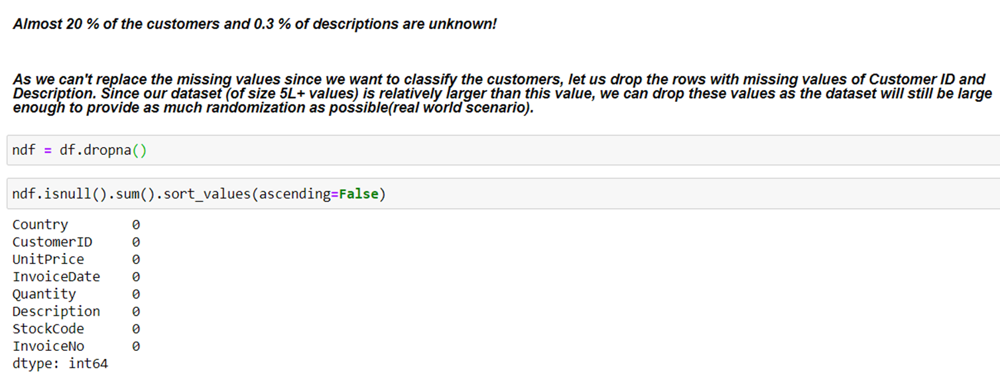 Almost 20 % of the customers and 0.3 % of descriptions are unknown!
As we can't replace the missing values since we want to classify the customers, let us drop the rows with missing values of Customer ID and
Description. Since our dataset (of size 5L+ values) is relatively larger than this value, we can drop these values as the dataset will still be large
enough to provide as much randomization as possible(real world scenario).
ndf = df.dropna()
ndf.isnull().sum().sort_values(ascending=False)
Country 0
CustomerID 0
UnitPrice 0
InvoiceDate 0
Quantity 0
Description 0
StockCode 0
InvoiceNo 0
dtype: int64